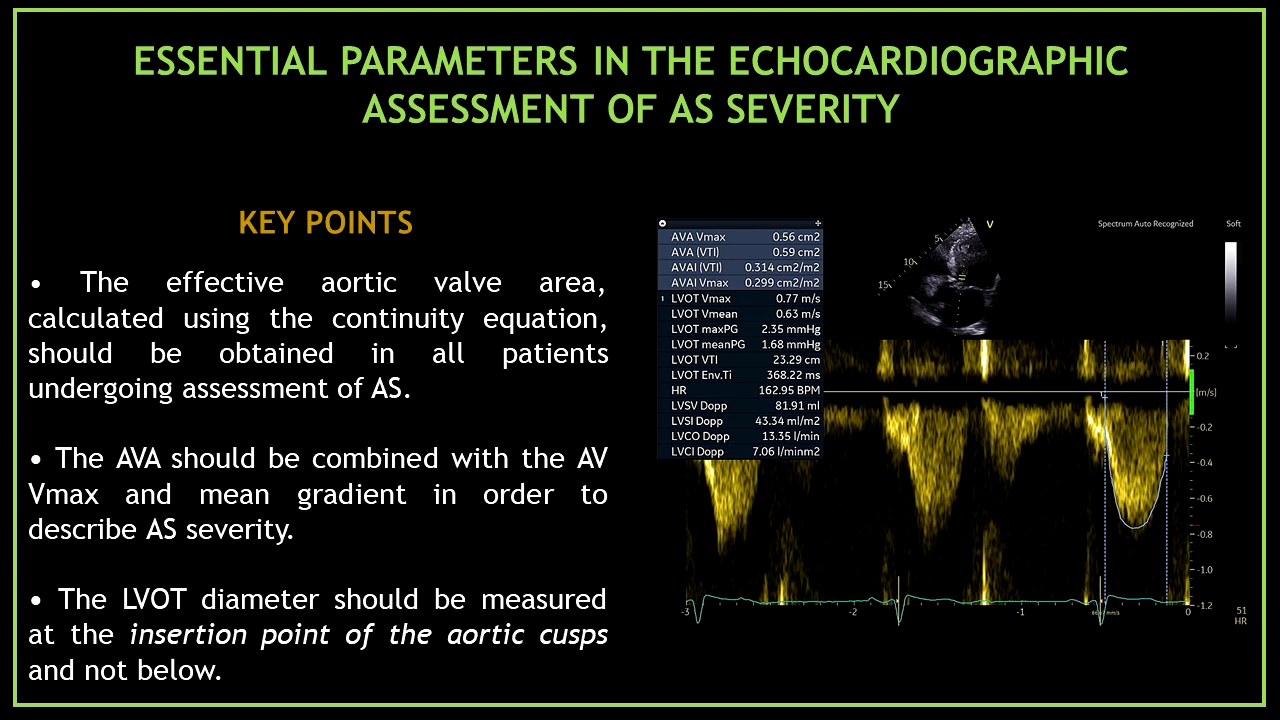 ESSENTIAL PARAMETERS IN THE ECHOCARDIOGRAPHIC
ASSESSMENT OF AS SEVERITY
KEY POINTS
• The effective aortic valve area,
calculated using the continuity equation,
should be obtained in all patients
undergoing assessment of AS.
• The AVA should be combined with the AV
Vmax and mean gradient in order to
describe AS severity.
• The LVOT diameter should be measured
at the insertion point of the aortic cusps
and not below.
AVA Vmax 0.56 cm2
AVA (VTI) 0.59 cm2
AVAI (VTI) 0.314 cm2/m2
AVAI Vmax 0.299 cm2/m2
1 LVOT Vmax 0.77 m/s
LVOT Vmean 0.63 m/s
LVOT maxPG 2.35 mmHg
LVOT meanPG 1.68 mmHg
LVOT VTI 23.29 cm
LVOT Env.Ti 368.22 ms
HR 162.95 BPM
LVSV Dopp 81.91 ml
LVSI Dopp 43.34 ml/m2
LVCO Dopp 13.35 l/min
LVCI Dopp 7.06 l/minm2
V
5
10
15
Spectrum Auto Recognized
Soft
0.2
[m/s]
-0.2
-0.4
-0.6
-0.8
-1.0
-1.2
-3 -2 -1 0
51
HR